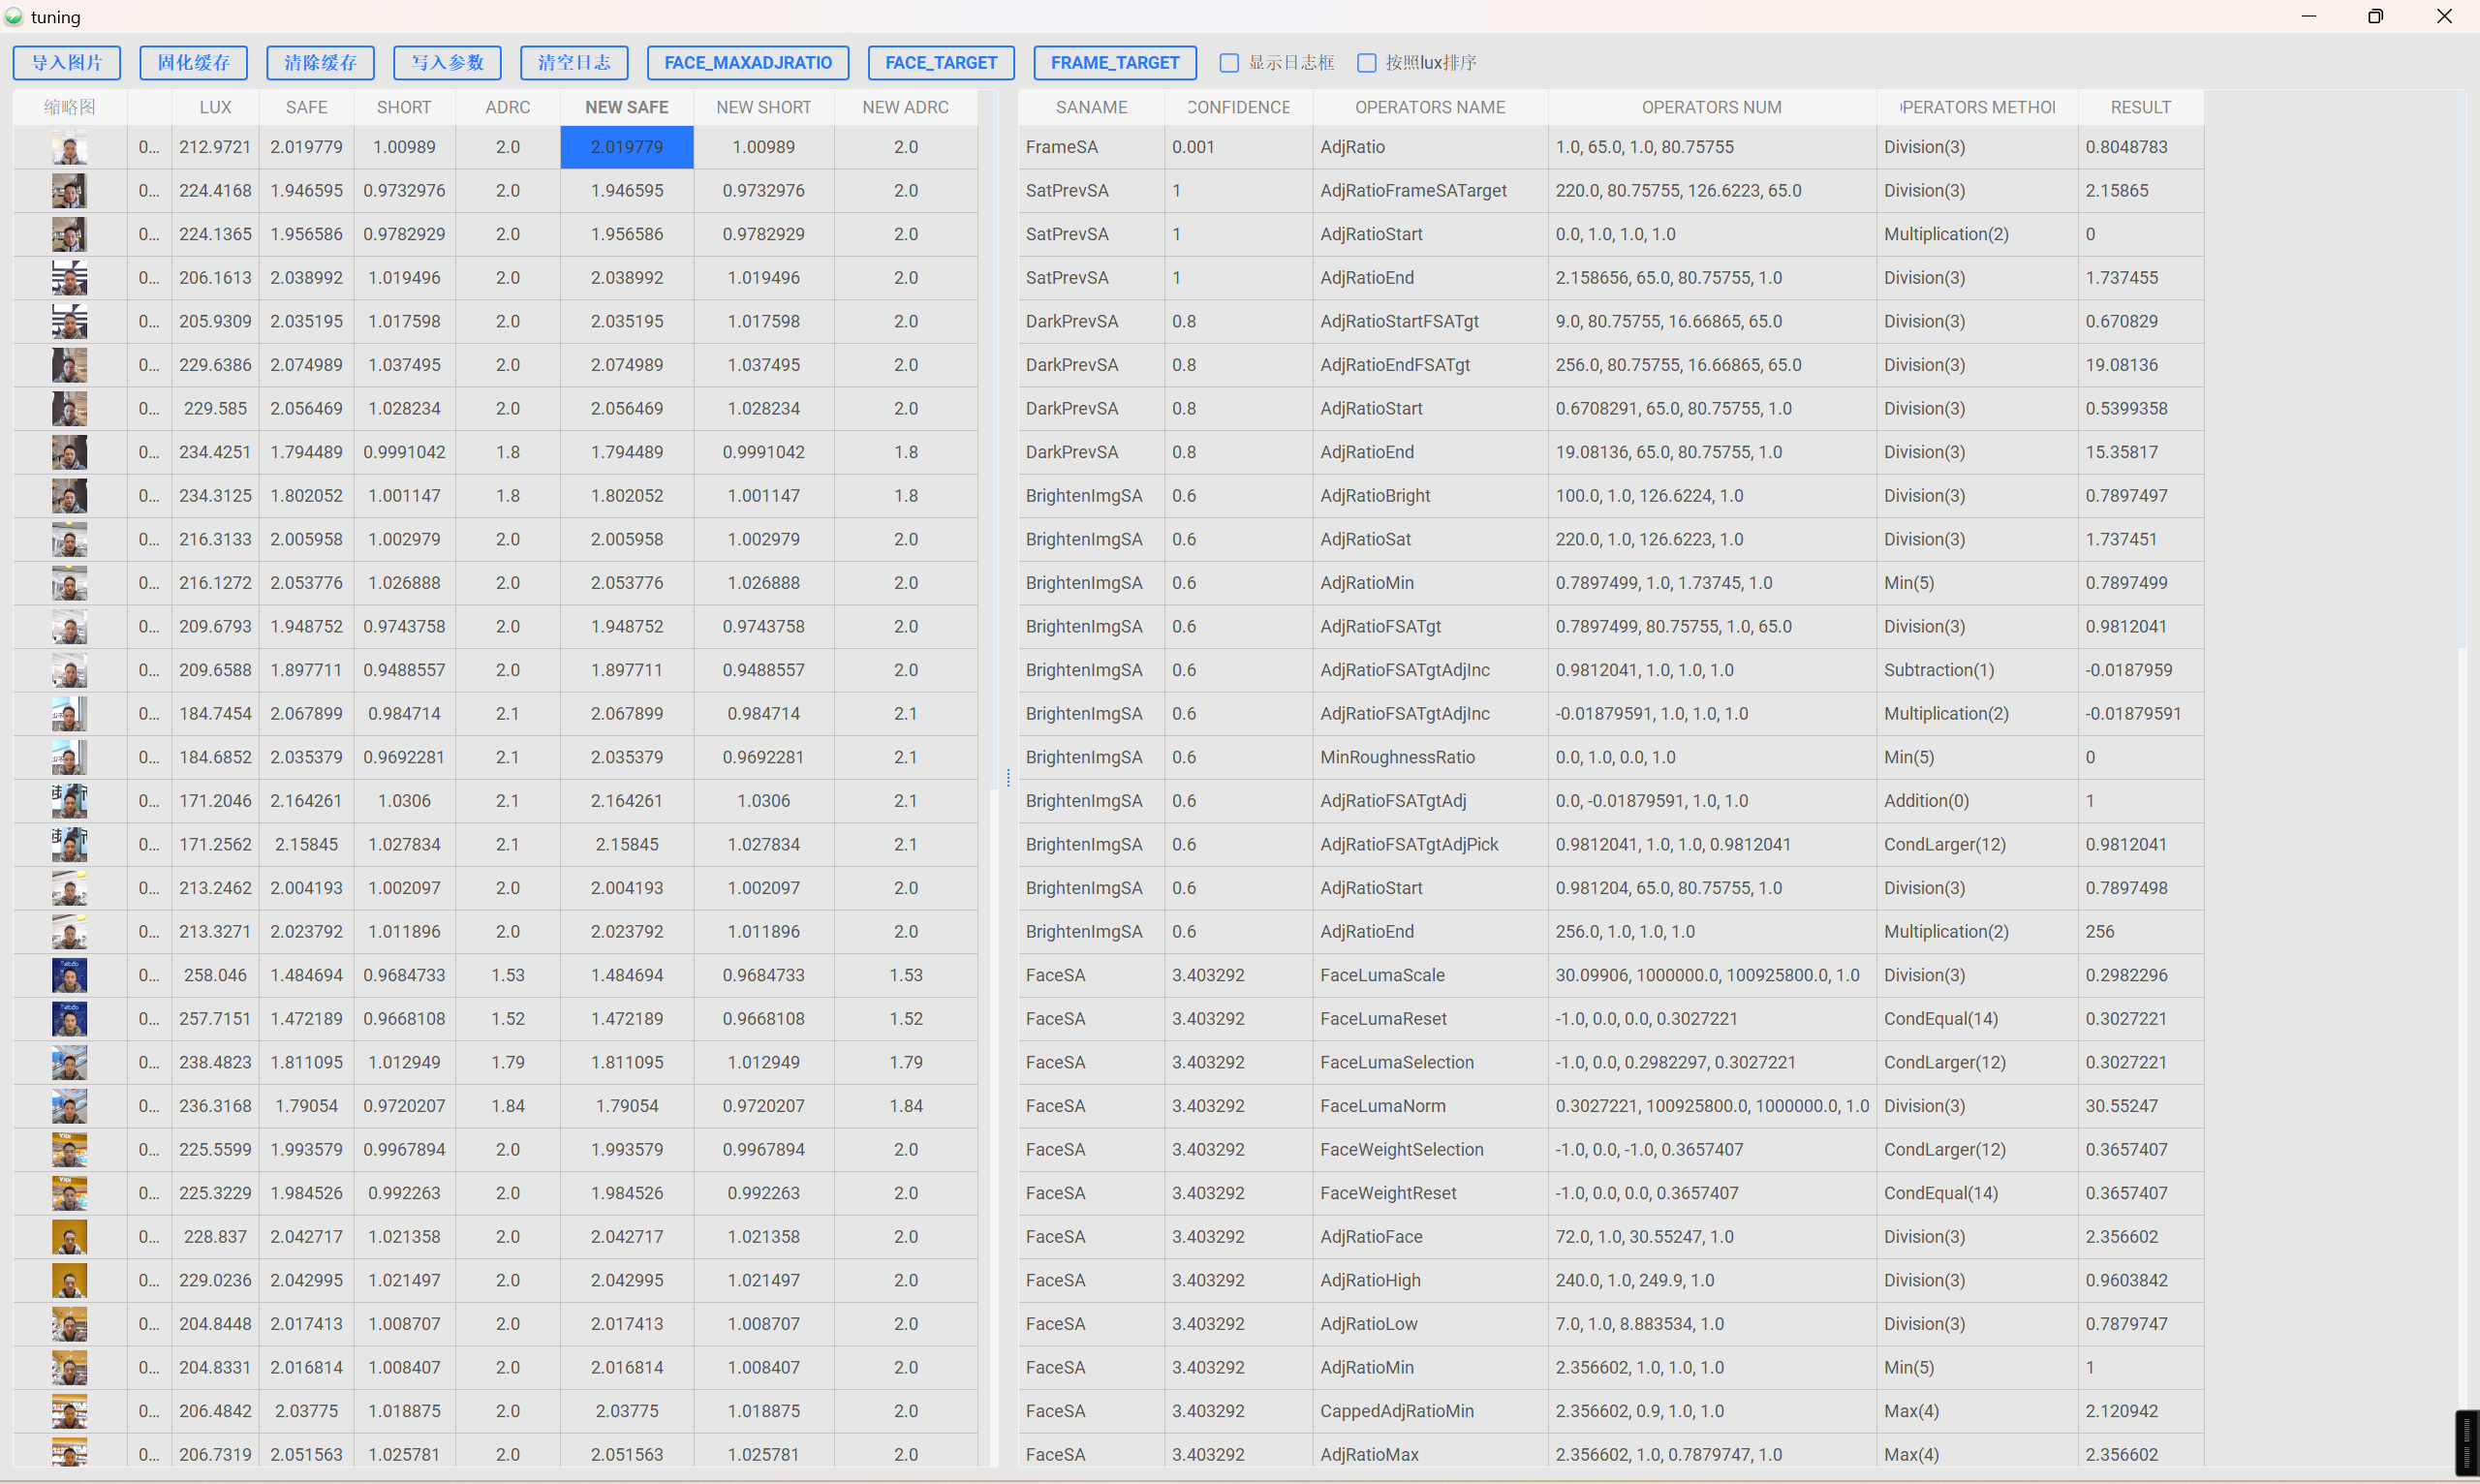 tuning
导入图片 固化缓存 清除缓存 写入参数 清空日志 FACE_MAXADJRATIO FACE_TARGET FRAME_TARGET 显示日志框 按照lux排序
缩略图 LUX SAFE SHORT ADRC NEW SAFE NEW SHORT NEW ADRC SANAME CONFIDENCE OPERATORS NAME OPERATORS NUM PERATORS METHOI RESULT
0... 212.9721 2.019779 1.00989 2.0 2.019779 1.00989 2.0 FrameSA 0.001 AdjRatio 1.0, 65.0, 1.0, 80.75755 Division(3) 0.8048783
0... 224.4168 1.946595 0.9732976 2.0 1.946595 0.9732976 2.0 SatPrevSA 1 AdjRatioFrameSATarget 220.0, 80.75755, 126.6223, 65.0 Division(3) 2.15865
0... 224.1365 1.956586 0.9782929 2.0 1.956586 0.9782929 2.0 SatPrevSA 1 AdjRatioStart 0.0, 1.0, 1.0, 1.0 Multiplication(2) 0
0... 206.1613 2.038992 1.019496 2.0 2.038992 1.019496 2.0 SatPrevSA 1 AdjRatioEnd 2.158656, 65.0, 80.75755, 1.0 Division(3) 1.737455
0... 205.9309 2.035195 1.017598 2.0 2.035195 1.017598 2.0 DarkPrevSA 0.8 AdjRatioStartFSATgt 9.0, 80.75755, 16.66865, 65.0 Division(3) 0.670829
0... 229.6386 2.074989 1.037495 2.0 2.074989 1.037495 2.0 DarkPrevSA 0.8 AdjRatioEndFSATgt 256.0, 80.75755, 16.66865, 65.0 Division(3) 19.08136
0... 229.585 2.056469 1.028234 2.0 2.056469 1.028234 2.0 DarkPrevSA 0.8 AdjRatioStart 0.6708291, 65.0, 80.75755, 1.0 Division(3) 0.5399358
0... 234.4251 1.794489 0.9991042 1.8 1.794489 0.9991042 1.8 DarkPrevSA 0.8 AdjRatioEnd 19.08136, 65.0, 80.75755, 1.0 Division(3) 15.35817
0... 234.3125 1.802052 1.001147 1.8 1.802052 1.001147 1.8 BrightenImgSA 0.6 AdjRatioBright 100.0, 1.0, 126.6224, 1.0 Division(3) 0.7897497
0... 216.3133 2.005958 1.002979 2.0 2.005958 1.002979 2.0 BrightenImgSA 0.6 AdjRatioSat 220.0, 1.0, 126.6223, 1.0 Division(3) 1.737451
0... 216.1272 2.053776 1.026888 2.0 2.053776 1.026888 2.0 BrightenImgSA 0.6 AdjRatioMin 0.7897499, 1.0, 1.73745, 1.0 Min(5) 0.7897499
0... 209.6793 1.948752 0.9743758 2.0 1.948752 0.9743758 2.0 BrightenImgSA 0.6 AdjRatioFSATgt 0.7897499, 80.75755, 1.0, 65.0 Division(3) 0.9812041
0... 209.6588 1.897711 0.9488557 2.0 1.897711 0.9488557 2.0 BrightenImgSA 0.6 AdjRatioFSATgtAdjInc 0.9812041, 1.0, 1.0, 1.0 Subtraction(1) -0.0187959
0... 184.7454 2.067899 0.984714 2.1 2.067899 0.984714 2.1 BrightenImgSA 0.6 AdjRatioFSATgtAdjInc -0.01879591, 1.0, 1.0, 1.0 Multiplication(2) -0.01879591
0... 184.6852 2.035379 0.9692281 2.1 2.035379 0.9692281 2.1 BrightenImgSA 0.6 MinRoughnessRatio 0.0, 1.0, 0.0, 1.0 Min(5) 0
0... 171.2046 2.164261 1.0306 2.1 2.164261 1.0306 2.1 BrightenImgSA 0.6 AdjRatioFSATgtAdj 0.0, -0.01879591, 1.0, 1.0 Addition(0) 1
0... 171.2562 2.15845 1.027834 2.1 2.15845 1.027834 2.1 BrightenImgSA 0.6 AdjRatioFSATgtAdjPick 0.9812041, 1.0, 1.0, 0.9812041 CondLarger(12) 0.9812041
0... 213.2462 2.004193 1.002097 2.0 2.004193 1.002097 2.0 BrightenImgSA 0.6 AdjRatioStart 0.981204, 65.0, 80.75755, 1.0 Division(3) 0.7897498
0... 213.3271 2.023792 1.011896 2.0 2.023792 1.011896 2.0 BrightenImgSA 0.6 AdjRatioEnd 256.0, 1.0, 1.0, 1.0 Multiplication(2) 256
0... 258.046 1.484694 0.9684733 1.53 1.484694 0.9684733 1.53 FaceSA 3.403292 FaceLumaScale 30.09906, 1000000.0, 100925800.0, 1.0 Division(3) 0.2982296
0... 257.7151 1.472189 0.9668108 1.52 1.472189 0.9668108 1.52 FaceSA 3.403292 FaceLumaReset -1.0, 0.0, 0.0, 0.3027221 CondEqual(14) 0.3027221
0... 238.4823 1.811095 1.012949 1.79 1.811095 1.012949 1.79 FaceSA 3.403292 FaceLumaSelection -1.0, 0.0, 0.2982297, 0.3027221 CondLarger(12) 0.3027221
0... 236.3168 1.79054 0.9720207 1.84 1.79054 0.9720207 1.84 FaceSA 3.403292 FaceLumaNorm 0.3027221, 100925800.0, 1000000.0, 1.0 Division(3) 30.55247
0... 225.5599 1.993579 0.9967894 2.0 1.993579 0.9967894 2.0 FaceSA 3.403292 FaceWeightSelection -1.0, 0.0, -1.0, 0.3657407 CondLarger(12) 0.3657407
0... 225.3229 1.984526 0.992263 2.0 1.984526 0.992263 2.0 FaceSA 3.403292 FaceWeightReset -1.0, 0.0, 0.0, 0.3657407 CondEqual(14) 0.3657407
0... 228.837 2.042717 1.021358 2.0 2.042717 1.021358 2.0 FaceSA 3.403292 AdjRatioFace 72.0, 1.0, 30.55247, 1.0 Division(3) 2.356602
0... 229.0236 2.042995 1.021497 2.0 2.042995 1.021497 2.0 FaceSA 3.403292 AdjRatioHigh 240.0, 1.0, 249.9, 1.0 Division(3) 0.9603842
0... 204.8448 2.017413 1.008707 2.0 2.017413 1.008707 2.0 FaceSA 3.403292 AdjRatioLow 7.0, 1.0, 8.883534, 1.0 Division(3) 0.7879747
0... 204.8331 2.016814 1.008407 2.0 2.016814 1.008407 2.0 FaceSA 3.403292 AdjRatioMin 2.356602, 1.0, 1.0, 1.0 Min(5) 1
0... 206.4842 2.03775 1.018875 2.0 2.03775 1.018875 2.0 FaceSA 3.403292 CappedAdjRatioMin 2.356602, 0.9, 1.0, 1.0 Max(4) 2.120942
0... 206.7319 2.051563 1.025781 2.0 2.051563 1.025781 2.0 FaceSA 3.403292 AdjRatioMax 2.356602, 1.0, 0.7879747, 1.0 Max(4) 2.356602